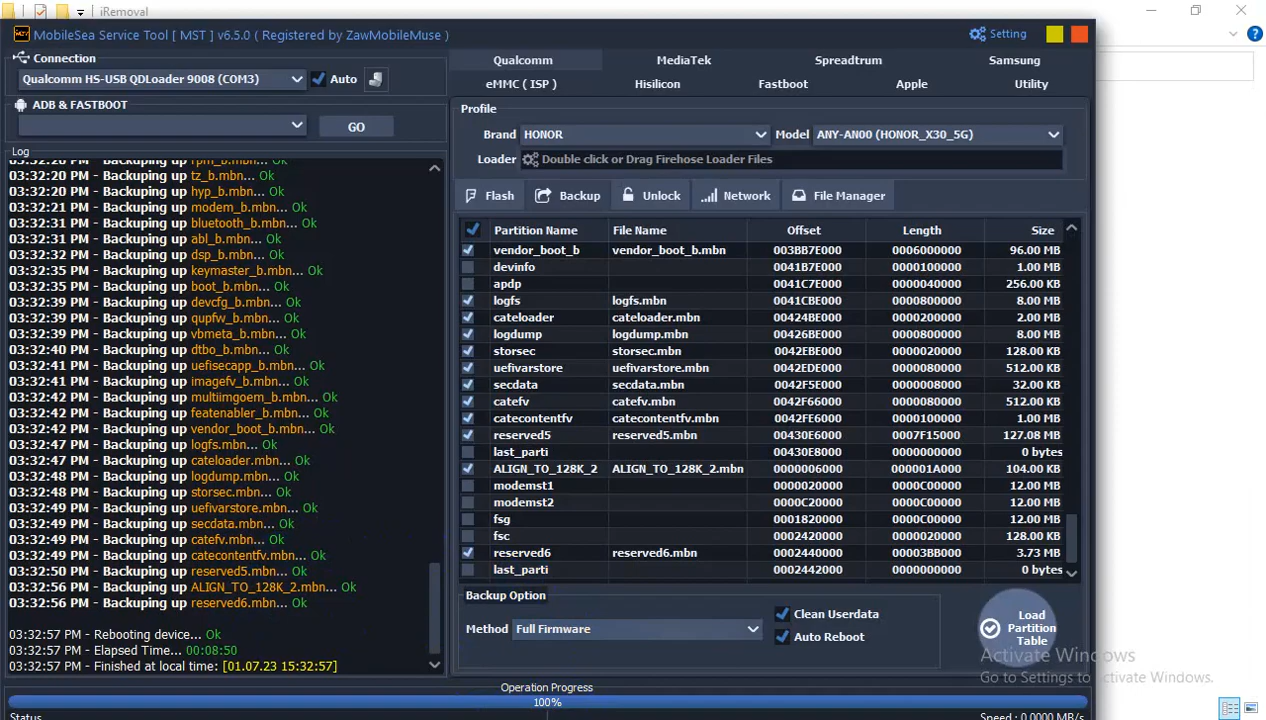 iRemoval
MobileSea Service Tool [ MST ] v6.5.0 ( Registered by ZawMobileMuse )
Setting
Connection
Qualcomm HS-USB QDLoader 9008 (COM3)
Auto
ADB & FASTBOOT
GO
Log
03:32:20 PM - Backuping up rpm_b.mbn... Ok
03:32:20 PM - Backuping up tz_b.mbn... Ok
03:32:20 PM - Backuping up hyp_b.mbn... Ok
03:32:21 PM - Backuping up modem_b.mbn... Ok
03:32:31 PM - Backuping up bluetooth_b.mbn... Ok
03:32:31 PM - Backuping up abl_b.mbn... Ok
03:32:32 PM - Backuping up dsp_b.mbn... Ok
03:32:35 PM - Backuping up keymaster_b.mbn... Ok
03:32:35 PM - Backuping up boot_b.mbn... Ok
03:32:39 PM - Backuping up devcfg_b.mbn... Ok
03:32:39 PM - Backuping up qupfw_b.mbn... Ok
03:32:39 PM - Backuping up vbmeta_b.mbn... Ok
03:32:40 PM - Backuping up dtbo_b.mbn... Ok
03:32:41 PM - Backuping up uefisecapp_b.mbn... Ok
03:32:41 PM - Backuping up imagefv_b.mbn... Ok
03:32:42 PM - Backuping up multiimgoem_b.mbn... Ok
03:32:42 PM - Backuping up featenabler_b.mbn... Ok
03:32:42 PM - Backuping up vendor_boot_b.mbn... Ok
03:32:47 PM - Backuping up logfs.mbn... Ok
03:32:47 PM - Backuping up cateloader.mbn... Ok
03:32:48 PM - Backuping up logdump.mbn... Ok
03:32:48 PM - Backuping up storsec.mbn... Ok
03:32:49 PM - Backuping up uefivarstore.mbn... Ok
03:32:49 PM - Backuping up secdata.mbn... Ok
03:32:49 PM - Backuping up catefv.mbn... Ok
03:32:49 PM - Backuping up catecontentfv.mbn... Ok
03:32:50 PM - Backuping up reserved5.mbn... Ok
03:32:56 PM - Backuping up ALIGN_TO_128K_2.mbn... Ok
03:32:56 PM - Backuping up reserved6.mbn... Ok
03:32:57 PM - Rebooting device... Ok
03:32:57 PM - Elapsed Time... 00:08:50
03:32:57 PM - Finished at local time: [01.07.23 15:32:57]
Qualcomm MediaTek Spreadtrum Samsung
eMMC ( ISP ) Hisilicon Fastboot Apple Utility
Profile
Brand HONOR Model ANY-AN00 (HONOR_X30_5G)
Loader Double click or Drag Firehose Loader Files
Flash Backup Unlock Network File Manager
Partition Name File Name Offset Length Size
vendor_boot_b vendor_boot_b.mbn 003BB7E000 0006000000 96.00 MB
devinfo 0041B7E000 0000100000 1.00 MB
apdp 0041C7E000 0000040000 256.00 KB
logfs logfs.mbn 0041CBE000 0000800000 8.00 MB
cateloader cateloader.mbn 00424BE000 0000200000 2.00 MB
logdump logdump.mbn 00426BE000 0000800000 8.00 MB
storsec storsec.mbn 0042EBE000 0000020000 128.00 KB
uefivarstore uefivarstore.mbn 0042EDE000 0000080000 512.00 KB
secdata secdata.mbn 0042F5E000 0000008000 32.00 KB
catefv catefv.mbn 0042F66000 0000080000 512.00 KB
catecontentfv catecontentfv.mbn 0042FE6000 0000100000 1.00 MB
reserved5 reserved5.mbn 00430E6000 0007F15000 127.08 MB
last_parti 00430E8000 0000000000 0 bytes
ALIGN_TO_128K_2 ALIGN_TO_128K_2.mbn 0000006000 000001A000 104.00 KB
modemst1 0000020000 0000C00000 12.00 MB
modemst2 0000C20000 0000C00000 12.00 MB
fsg 0001820000 0000C00000 12.00 MB
fsc 0002420000 0000020000 128.00 KB
reserved6 reserved6.mbn 0002440000 00003BB000 3.73 MB
last_parti 0002442000 0000000000 0 bytes
Backup Option
Method Full Firmware
Clean Userdata
Auto Reboot
Load
Partition
Table
Activate Windows
Go to Settings to Activate Windows.
Operation Progress
100%
Status
Speed : 0.0000 MB/s